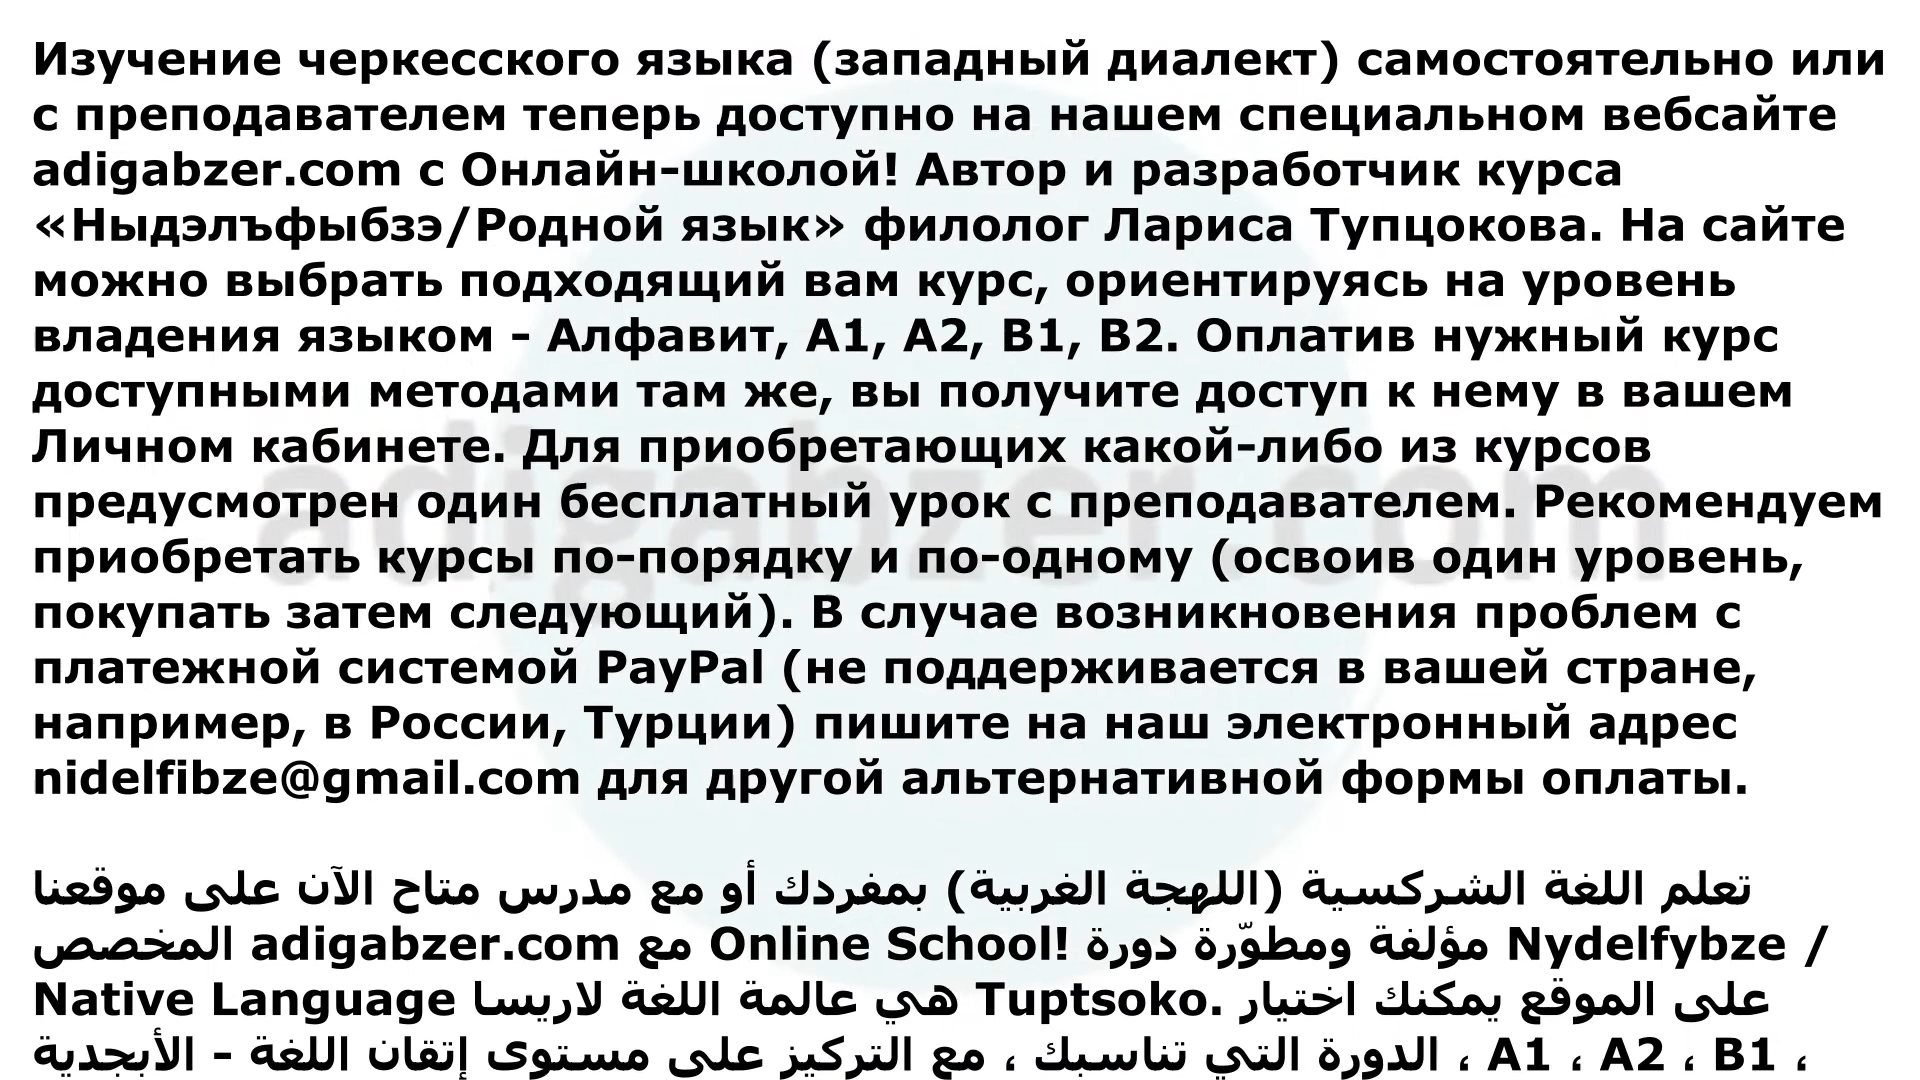 Изучение черкесского языка (западный диалект) самостоятельно или
с преподавателем теперь доступно на нашем специальном вебсайте
adigabzer.com с Онлайн-школой! Автор и разработчик курса
«Ныдэлъфыбзэ/Родной язык» филолог Лариса Тупцокова. На сайте
можно выбрать подходящий вам курс, ориентируясь на уровень
владения языком - Алфавит, A1, A2, B1, B2. Оплатив нужный курс
доступными методами там же, вы получите доступ к нему в вашем
Личном кабинете. Для приобретающих какой-либо из курсов
предусмотрен один бесплатный урок с преподавателем. Рекомендуем
приобретать курсы по-порядку и по-одному (освоив один уровень,
покупать затем следующий). В случае возникновения проблем с
платежной системой PayPal (не поддерживается в вашей стране,
например, в России, Турции) пишите на наш электронный адрес
nidelfibze@gmail.com для другой альтернативной формы оплаты.
تعلم اللغة الشركسية (اللهجة الغربية) بمفردك أو مع مدرس متاح الآن على موقعنا
المخصص adigabzer.com مع Online School! مؤلفة ومطوّرة دورة Nydelfybze /
Native Language هي عالمة اللغة لاريسا Tuptsoko. على الموقع يمكنك اختيار
الدورة التي تناسبك ، مع التركيز على مستوى إتقان اللغة - الأبجدية ، A1 ، A2 ، B1 ،
adigabzer.com